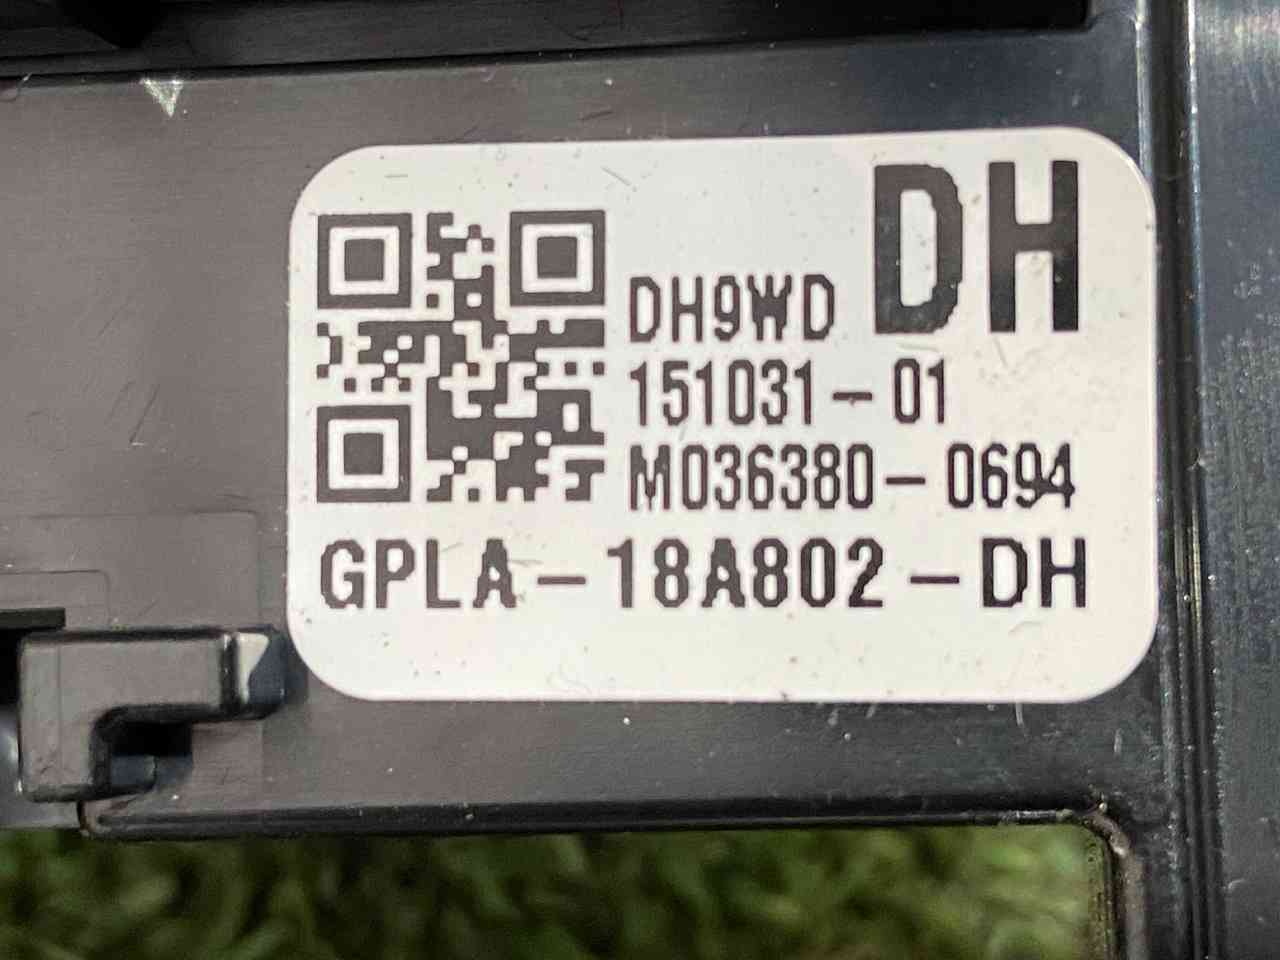 DH
DH9WD
151031-01
M036380-0694
GPLA-18A802-DH